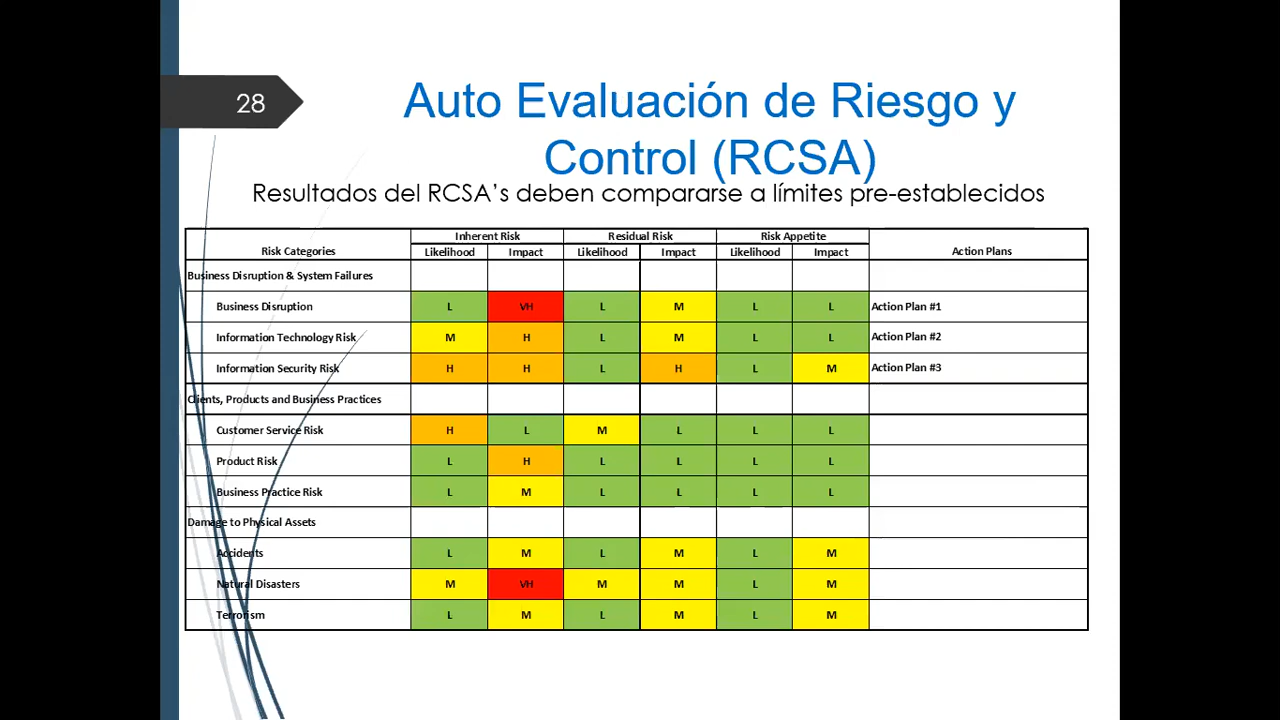 28
Auto Evaluación de Riesgo y
Control (RCSA)
Resultados del RCSA’s deben compararse a límites pre-establecidos
Risk Categories Inherent Risk Residual Risk Risk Appetite Action Plans
Likelihood Impact Likelihood Impact Likelihood Impact
Business Disruption & System Failures
Business Disruption L VH L M L L Action Plan #1
Information Technology Risk M H L M L L Action Plan #2
Information Security Risk H H L H L M Action Plan #3
Clients, Products and Business Practices
Customer Service Risk H L M L L L
Product Risk L H L L L L
Business Practice Risk L M L L L L
Damage to Physical Assets
Accidents L M L M L M
Natural Disasters M VH M M L M
Terrorism L M L M L M